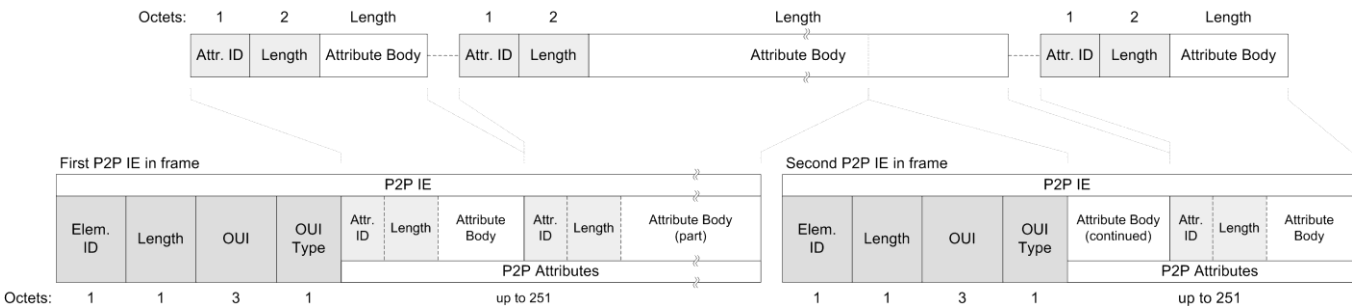 Octets: 1 2 Length 1 2 Length 1 2 Length
Attr. ID Length Attribute Body Attr. ID Length Attribute Body Attr. ID Length Attribute Body
First P2P IE in frame Second P2P IE in frame
P2P IE P2P IE
Elem. ID Length OUI OUI Type Attr. ID Length Attribute Body Attr. ID Length Attribute Body (part) Elem. ID Length OUI OUI Type Attribute Body (continued) Attr. ID Length Attribute Body
P2P Attributes P2P Attributes
Octets: 1 1 3 1 up to 251 1 1 3 1 up to 251